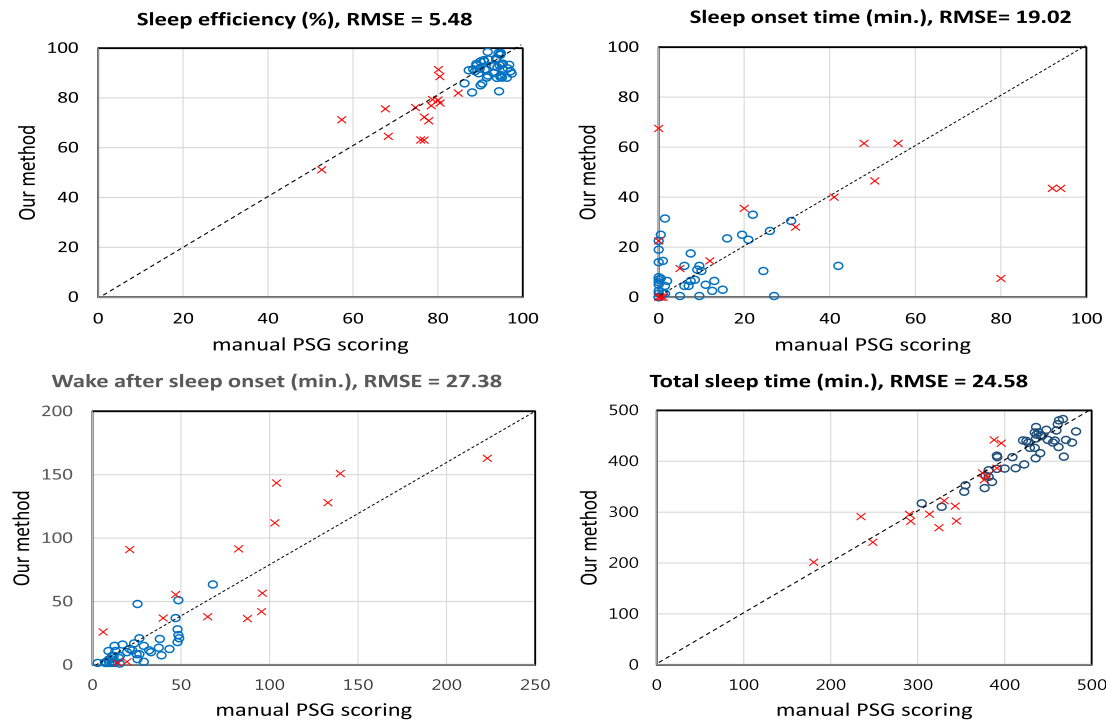 Sleep efficiency (%), RMSE = 5.48
100
80
60
40
20
0
0 20 40 60 80 100
Our method
manual PSG scoring
Sleep onset time (min.), RMSE= 19.02
100
80
60
40
20
0
0 20 40 60 80 100
Our method
manual PSG scoring
Wake after sleep onset (min.), RMSE = 27.38
200
150
100
50
0
0 50 100 150 200 250
Our method
manual PSG scoring
Total sleep time (min.), RMSE = 24.58
500
400
300
200
100
0
0 100 200 300 400 500
Our method
manual PSG scoring